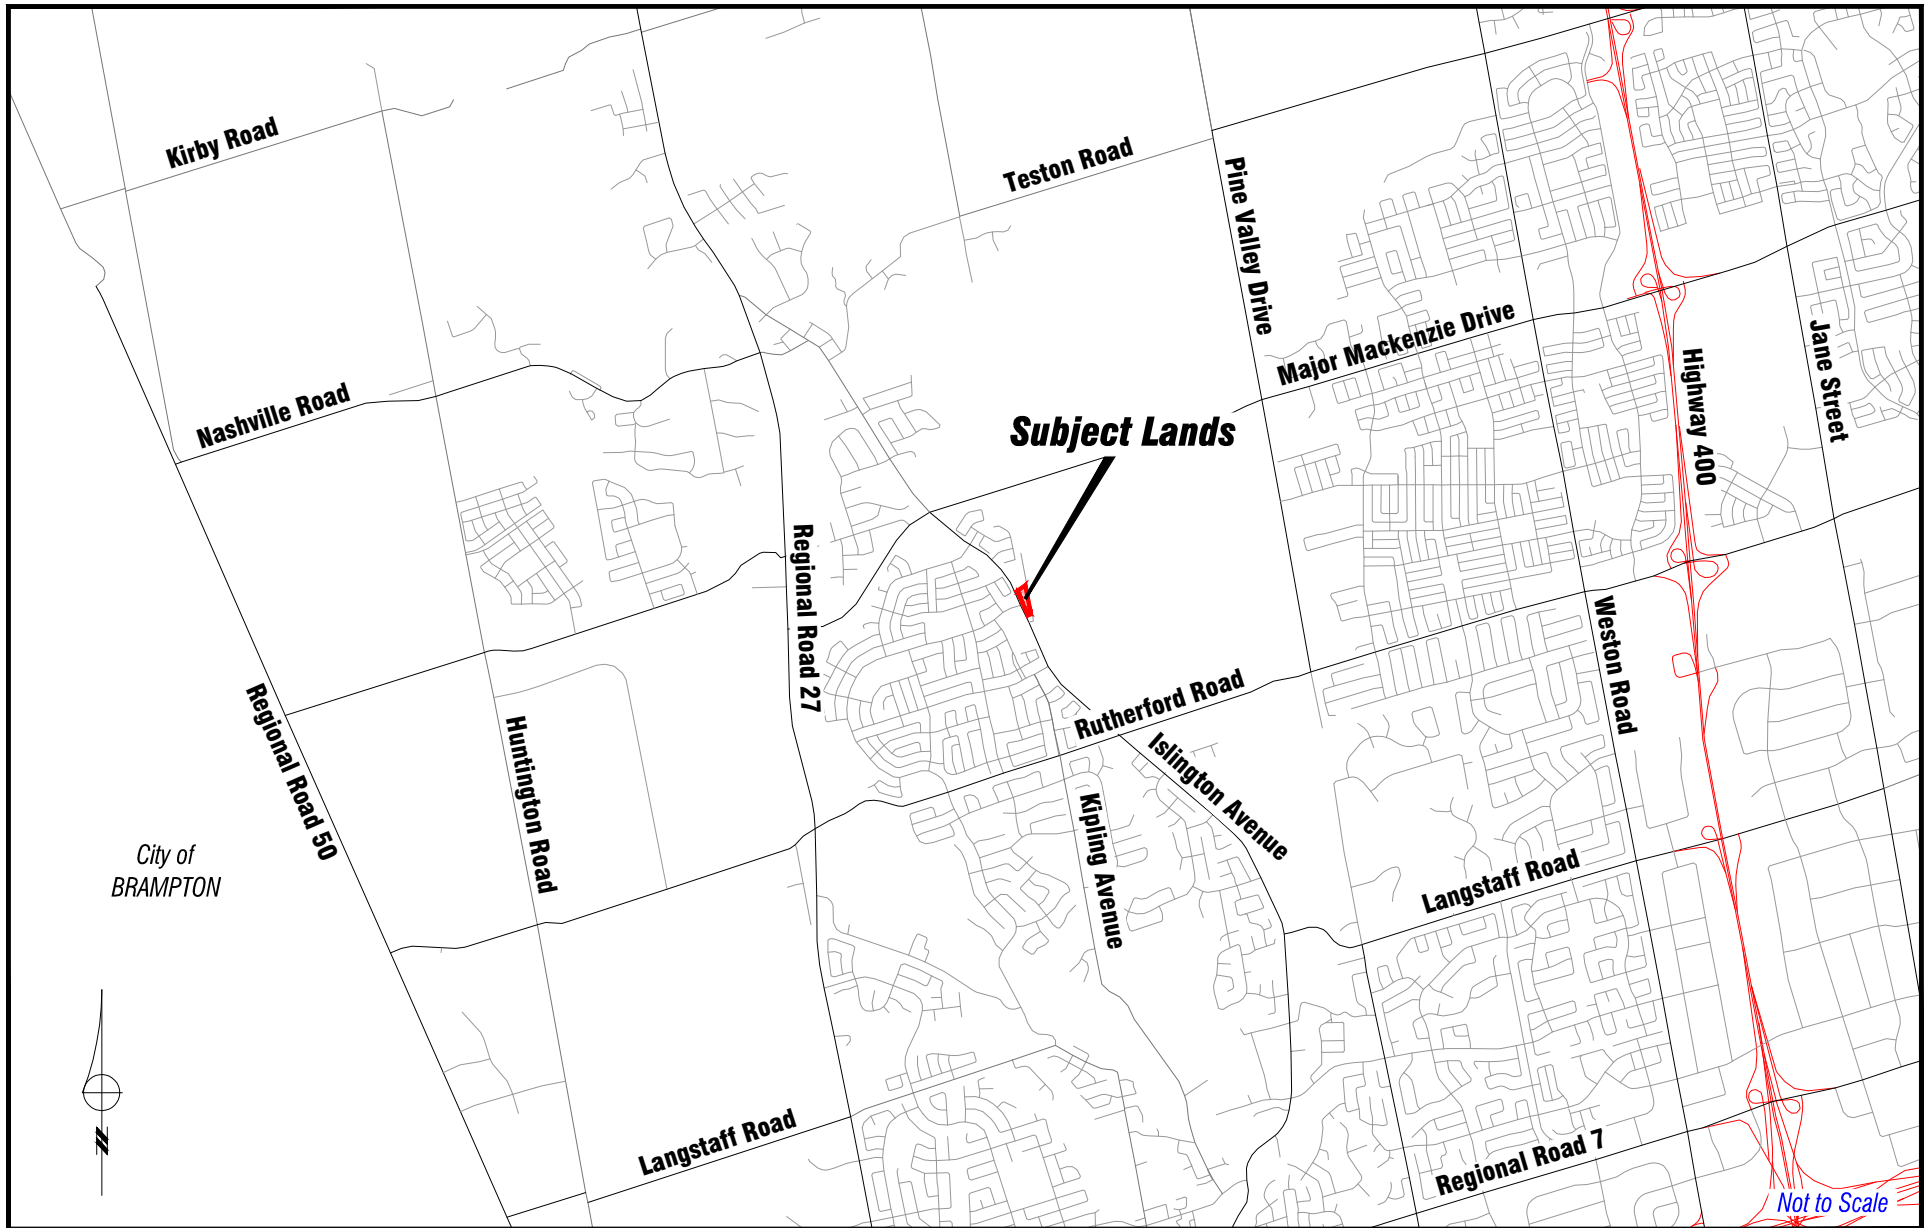 Kirby Road
Teston Road
Pine Valley Drive
Major Mackenzie Drive
Jane Street
Highway 400
Nashville Road
Subject Lands
Regional Road 27
Weston Road
Rutherford Road
Regional Road 50
Huntington Road
Islington Avenue
Kipling Avenue
City of
BRAMPTON
Langstaff Road
Langstaff Road
Regional Road 7
Not to Scale
N